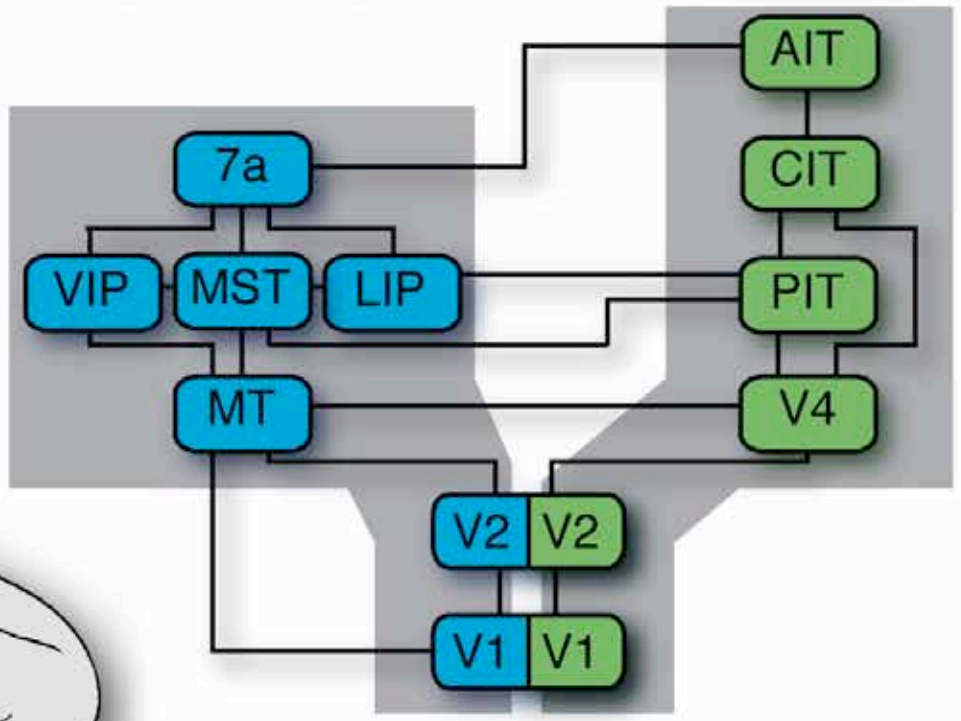 AIT
7a
CIT
VIP MST LIP
PIT
MT
V4
V2 V2
V1 V1